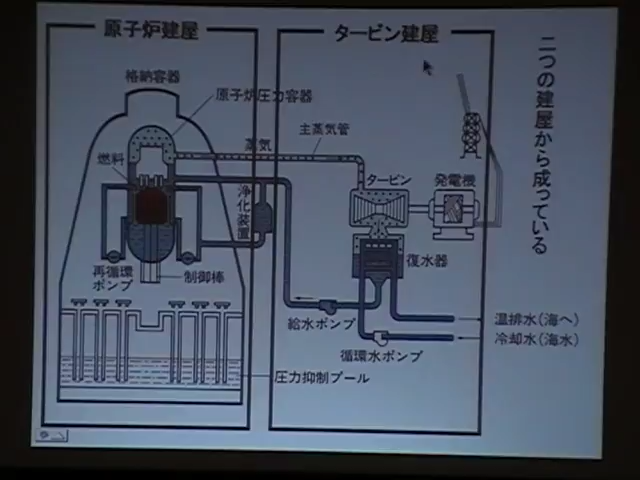 原子炉建屋
タービン建屋
二つの建屋から成っている
格納容器
原子炉圧力容器
主蒸気管
蒸気
燃料
浄化装置
タービン
発電機
復水器
再循環
ポンプ
制御棒
給水ポンプ
温排水(海へ)
冷却水(海水)
循環水ポンプ
圧力抑制プール